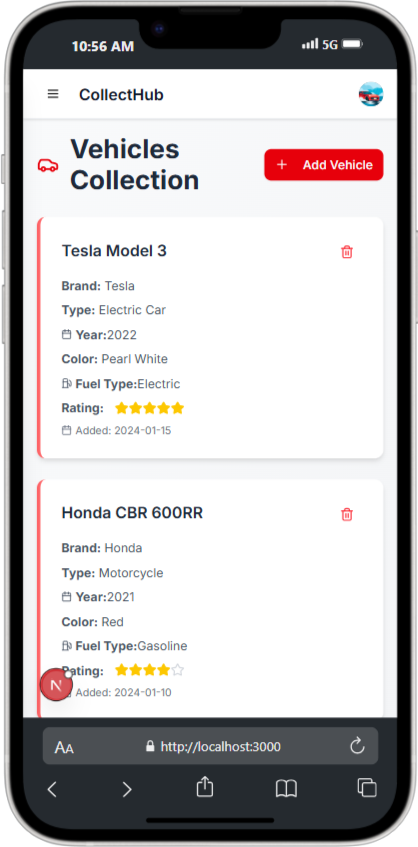 10:56 AM
5G
CollectHub
Vehicles
Collection
+ Add Vehicle
Tesla Model 3
Brand: Tesla
Type: Electric Car
Year:2022
Color: Pearl White
Fuel Type:Electric
Rating:
Added: 2024-01-15
Honda CBR 600RR
Brand: Honda
Type: Motorcycle
Year:2021
Color: Red
Fuel Type:Gasoline
Rating:
N
Added: 2024-01-10
AA
http://localhost:3000